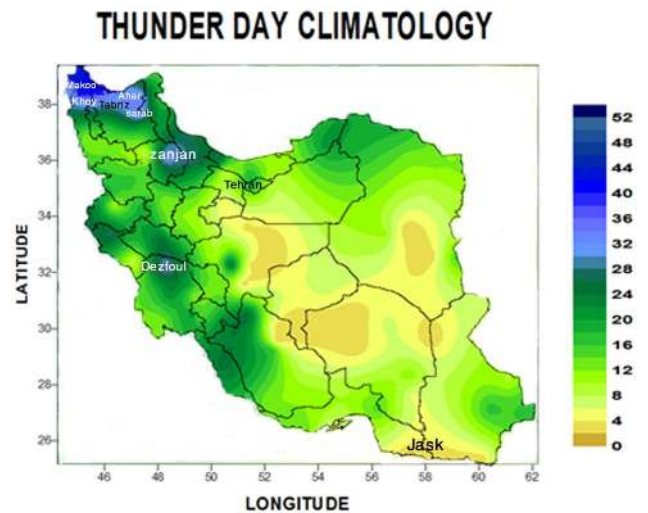 THUNDER DAY CLIMATOLOGY
Makoo
Khoy
Tabriz
Aher
sarab
zanjan
Tehran
Dezfoul
Jask
LATITUDE
38
36
34
32
30
28
26
46
48
50
52
54
56
58
60
62
LONGITUDE
52
48
44
40
36
32
28
24
20
16
12
8
4
0